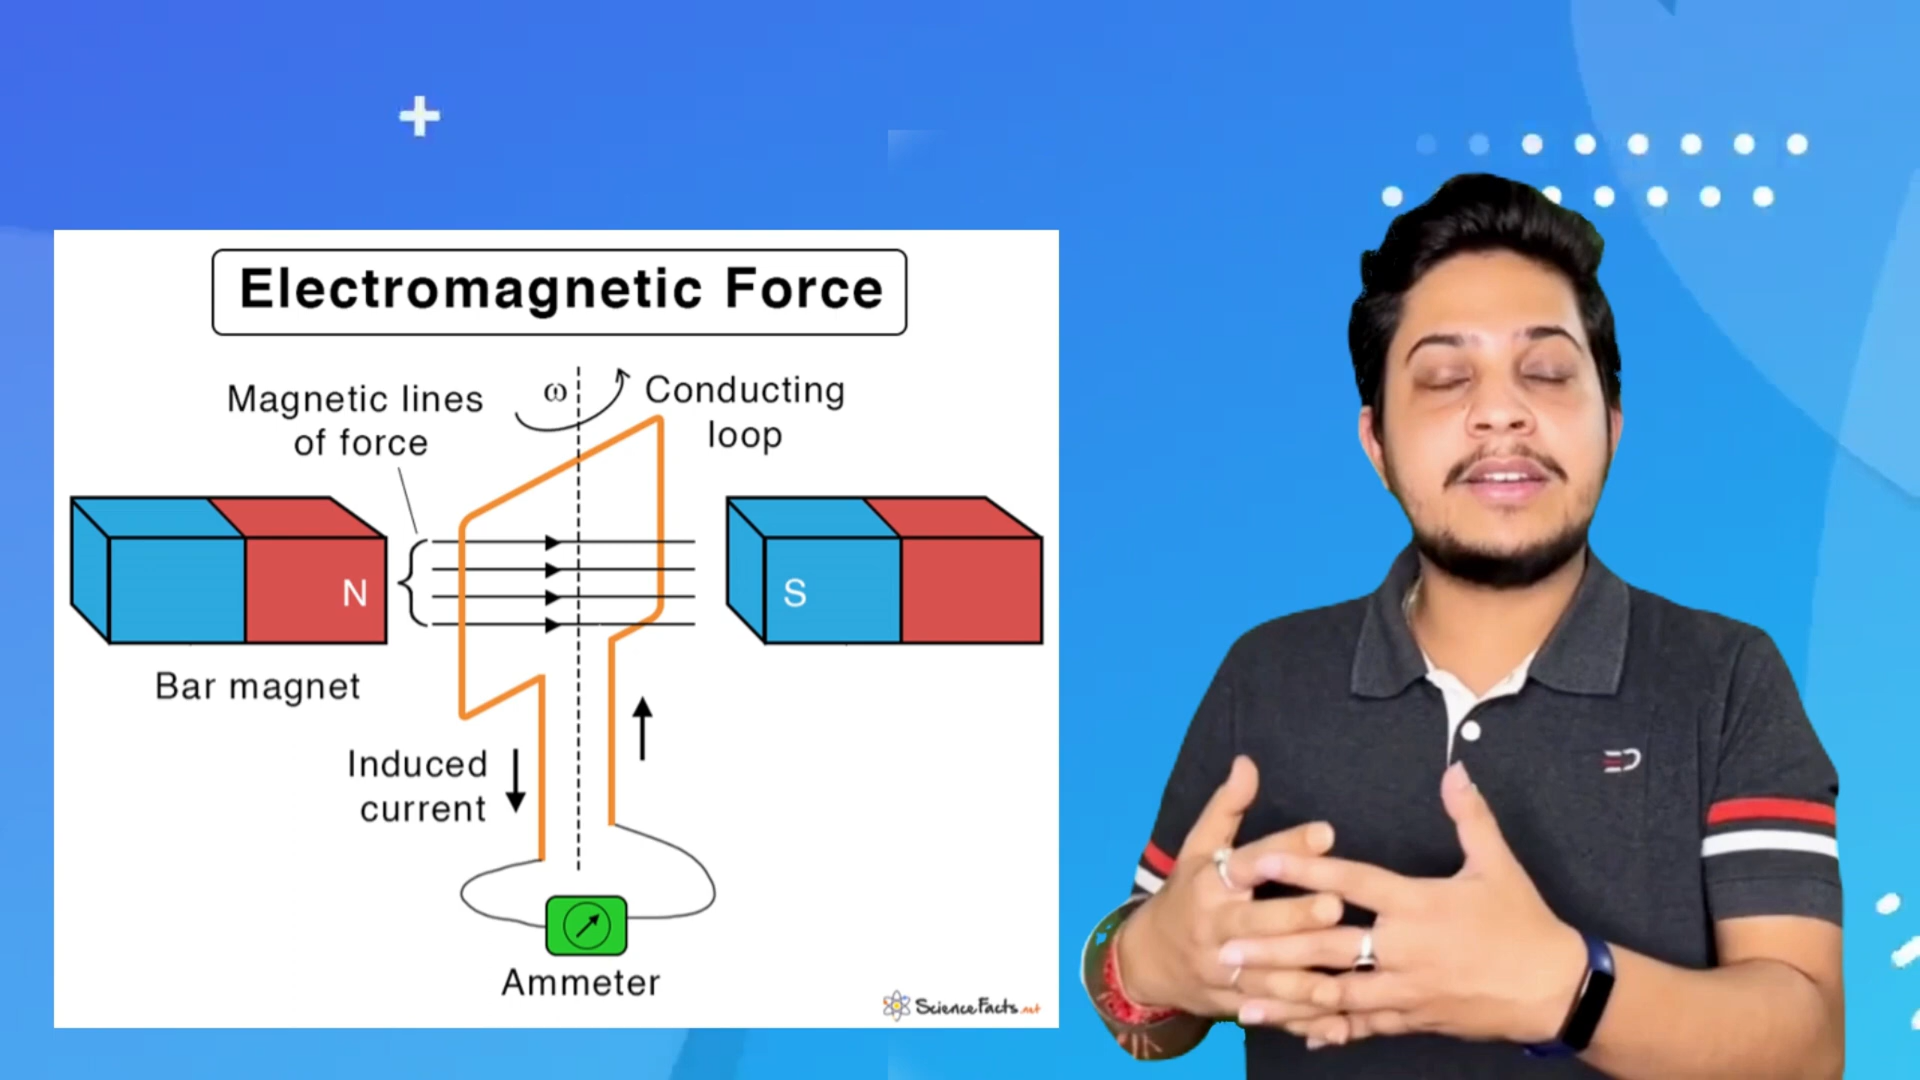 Electromagnetic Force
Magnetic lines
of force
ω
Conducting
loop
N
S
Bar magnet
Induced
current
Ammeter
ScienceFacts.net